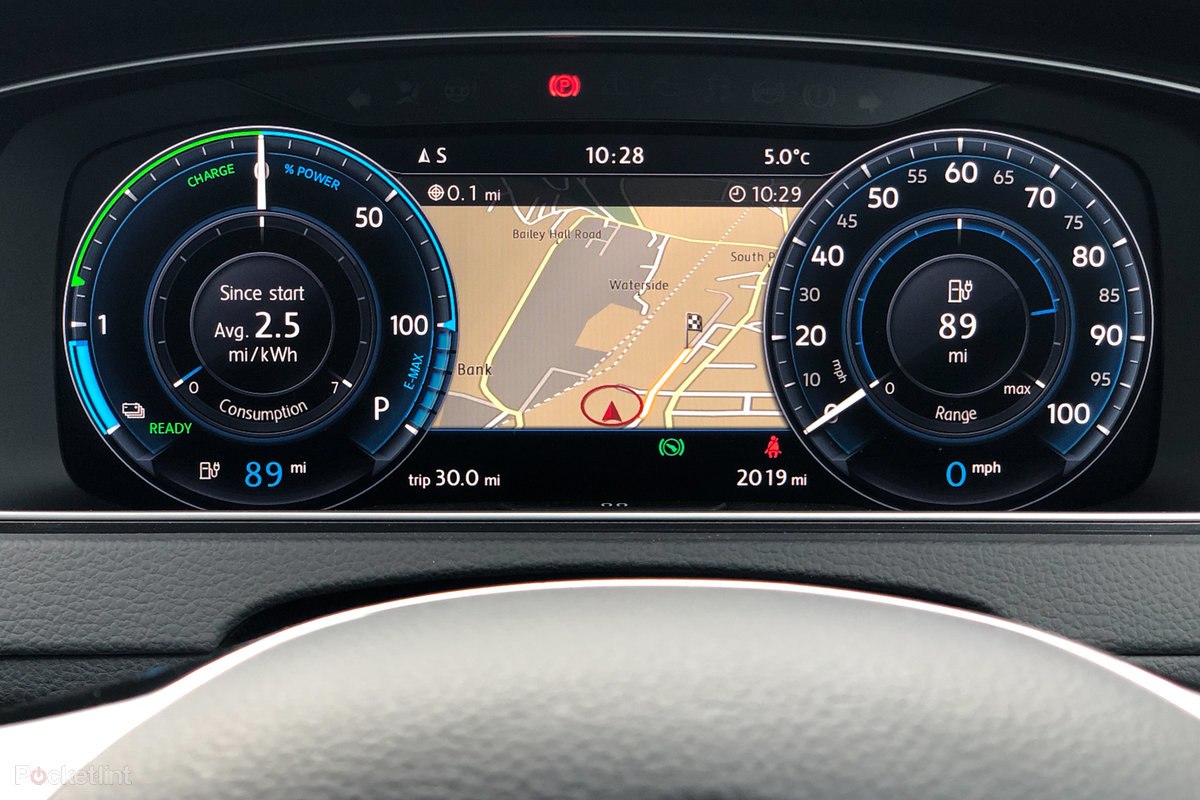 P
S
10:28
5.0°C
0.1 mi
10:29
Bailey Hall Road
Waterside
South P
Bank
CHARGE
% POWER
0
50
1
100
E-MAX
P
READY
Since start
Avg. 2.5
mi/kWh
0
7
Consumption
89 mi
trip 30.0 mi
2019 mi
0
10
20
30
40
45
50
55
60
65
70
75
80
85
90
95
100
mph
89
mi
0
max
Range
0 mph
Pocketlint